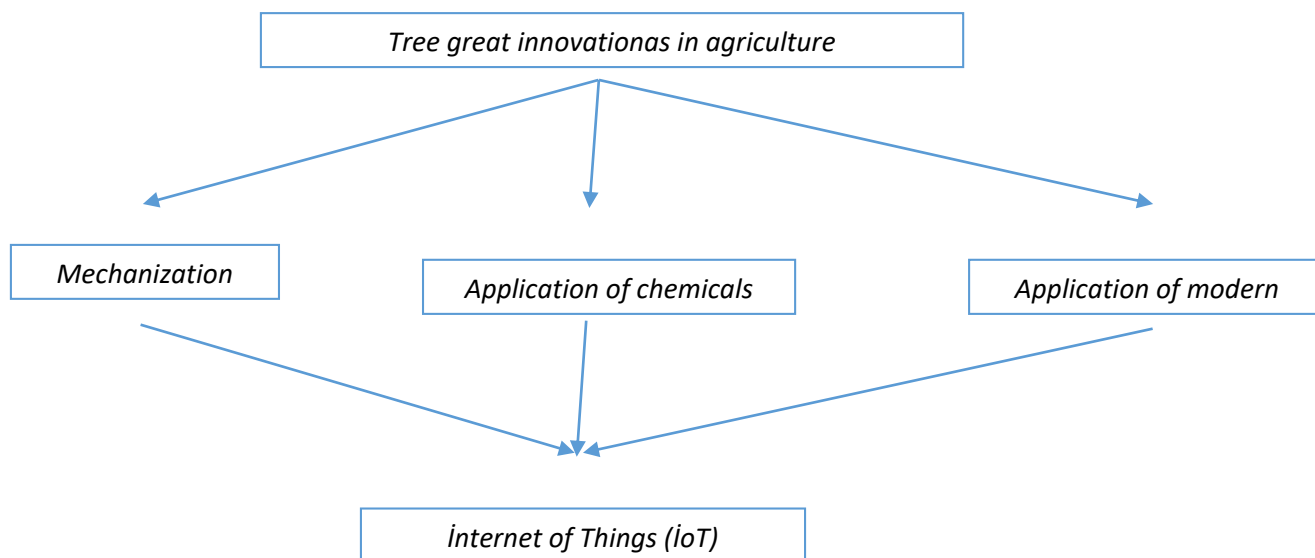 Tree great innovationas in agriculture
Mechanization
Application of chemicals
Application of modern
İnternet of Things (İoT)